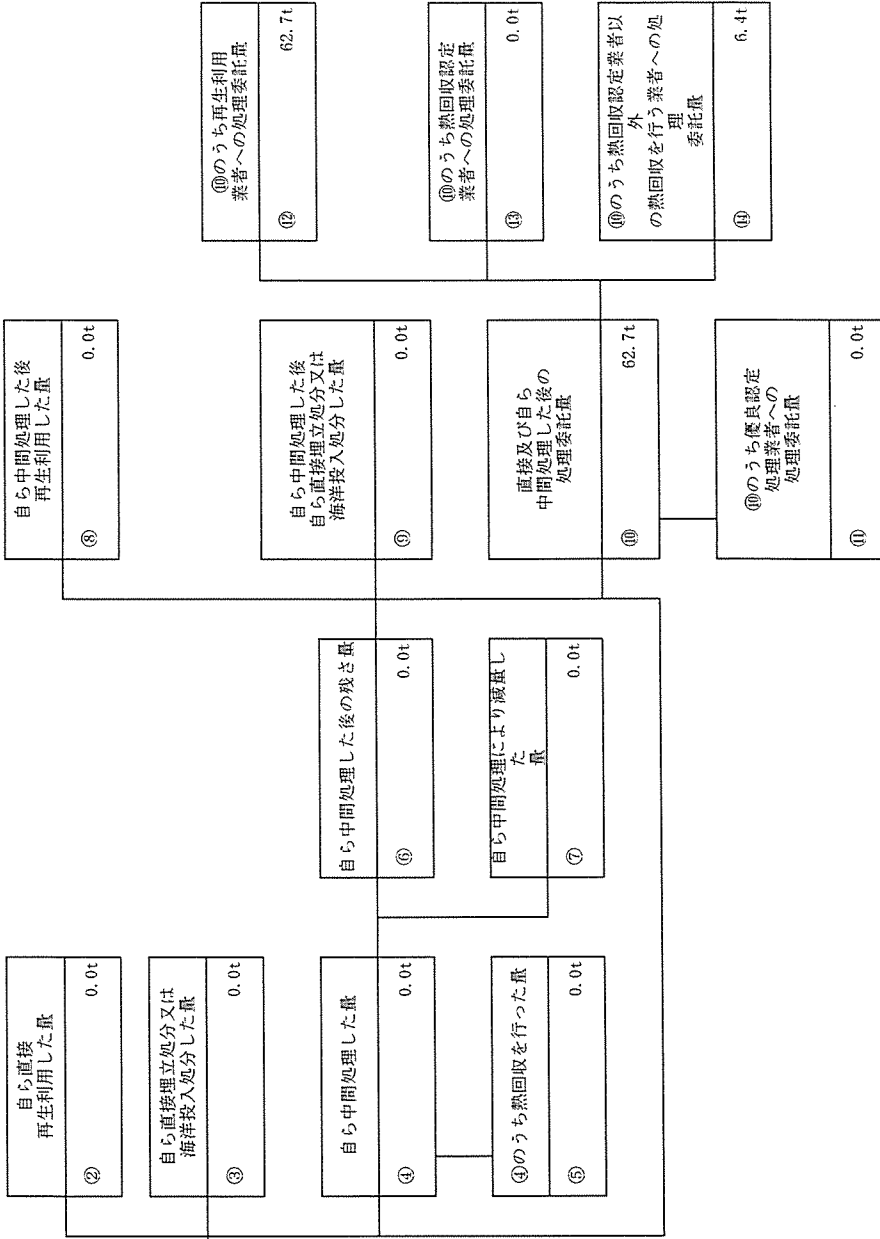 自ら直接
再生利用した量
② 0.0t
自ら直接埋立処分又は
海洋投入処分した量
③ 0.0t
自ら中間処理した量
④ 0.0t
④のうち熱回収を行った量
⑤ 0.0t
自ら中間処理した後の残さ量
⑥ 0.0t
自ら中間処理により減量し
た
量
⑦ 0.0t
自ら中間処理した後
再生利用した量
⑧ 0.0t
自ら中間処理した後
自ら直接埋立処分又は
海洋投入処分した量
⑨ 0.0t
直接及び自ら
中間処理した後の
処理委託量
⑩ 62.7t
⑩のうち優良認定
処理業者への
処理委託量
⑪ 0.0t
⑩のうち再生利用
業者への処理委託量
⑫ 62.7t
⑩のうち熱回収認定
業者への処理委託量
⑬ 0.0t
⑩のうち熱回収認定業者以
外
の熱回収を行う業者への処
理
委託量
⑭ 6.4t